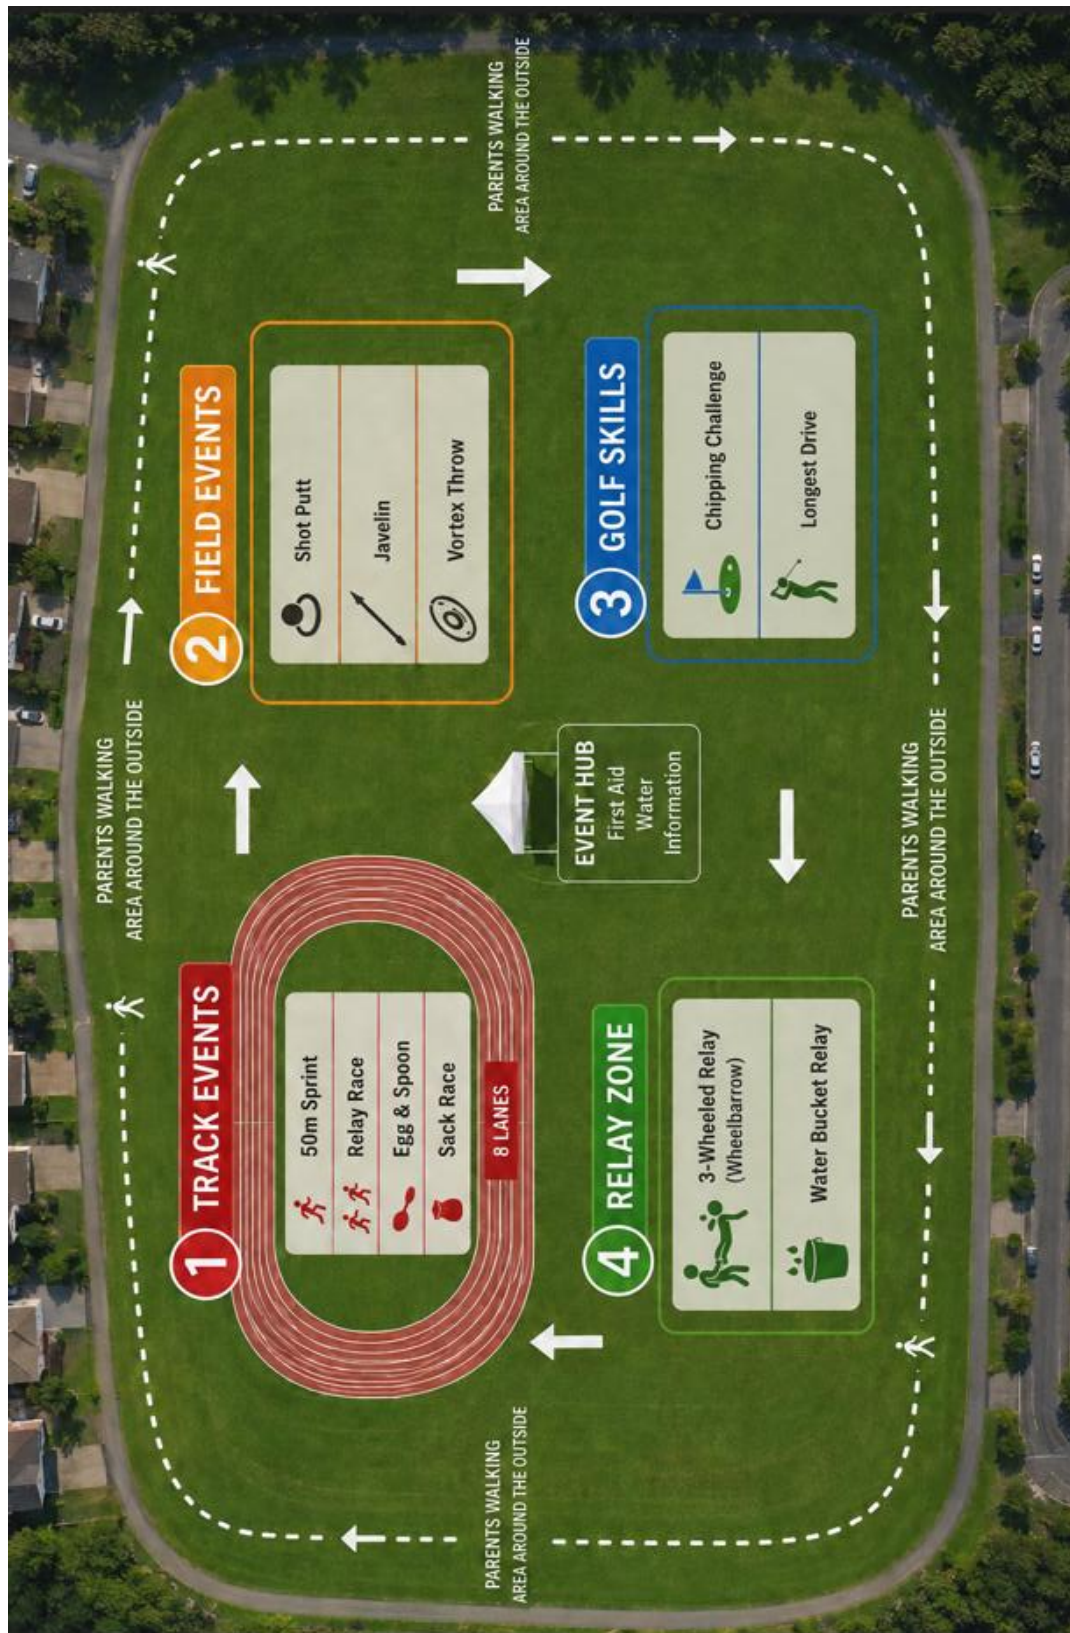 PARENTS WALKING
AREA AROUND THE OUTSIDE
1
TRACK EVENTS
50m Sprint
Relay Race
Egg & Spoon
Sack Race
8 LANES
2
FIELD EVENTS
Shot Putt
Javelin
Vortex Throw
PARENTS WALKING
AREA AROUND THE OUTSIDE
EVENT HUB
First Aid
Water
Information
PARENTS WALKING
AREA AROUND THE OUTSIDE
4
RELAY ZONE
3-Wheeled Relay
(Wheelbarrow)
Water Bucket Relay
3
GOLF SKILLS
Chipping Challenge
Longest Drive
PARENTS WALKING
AREA AROUND THE OUTSIDE